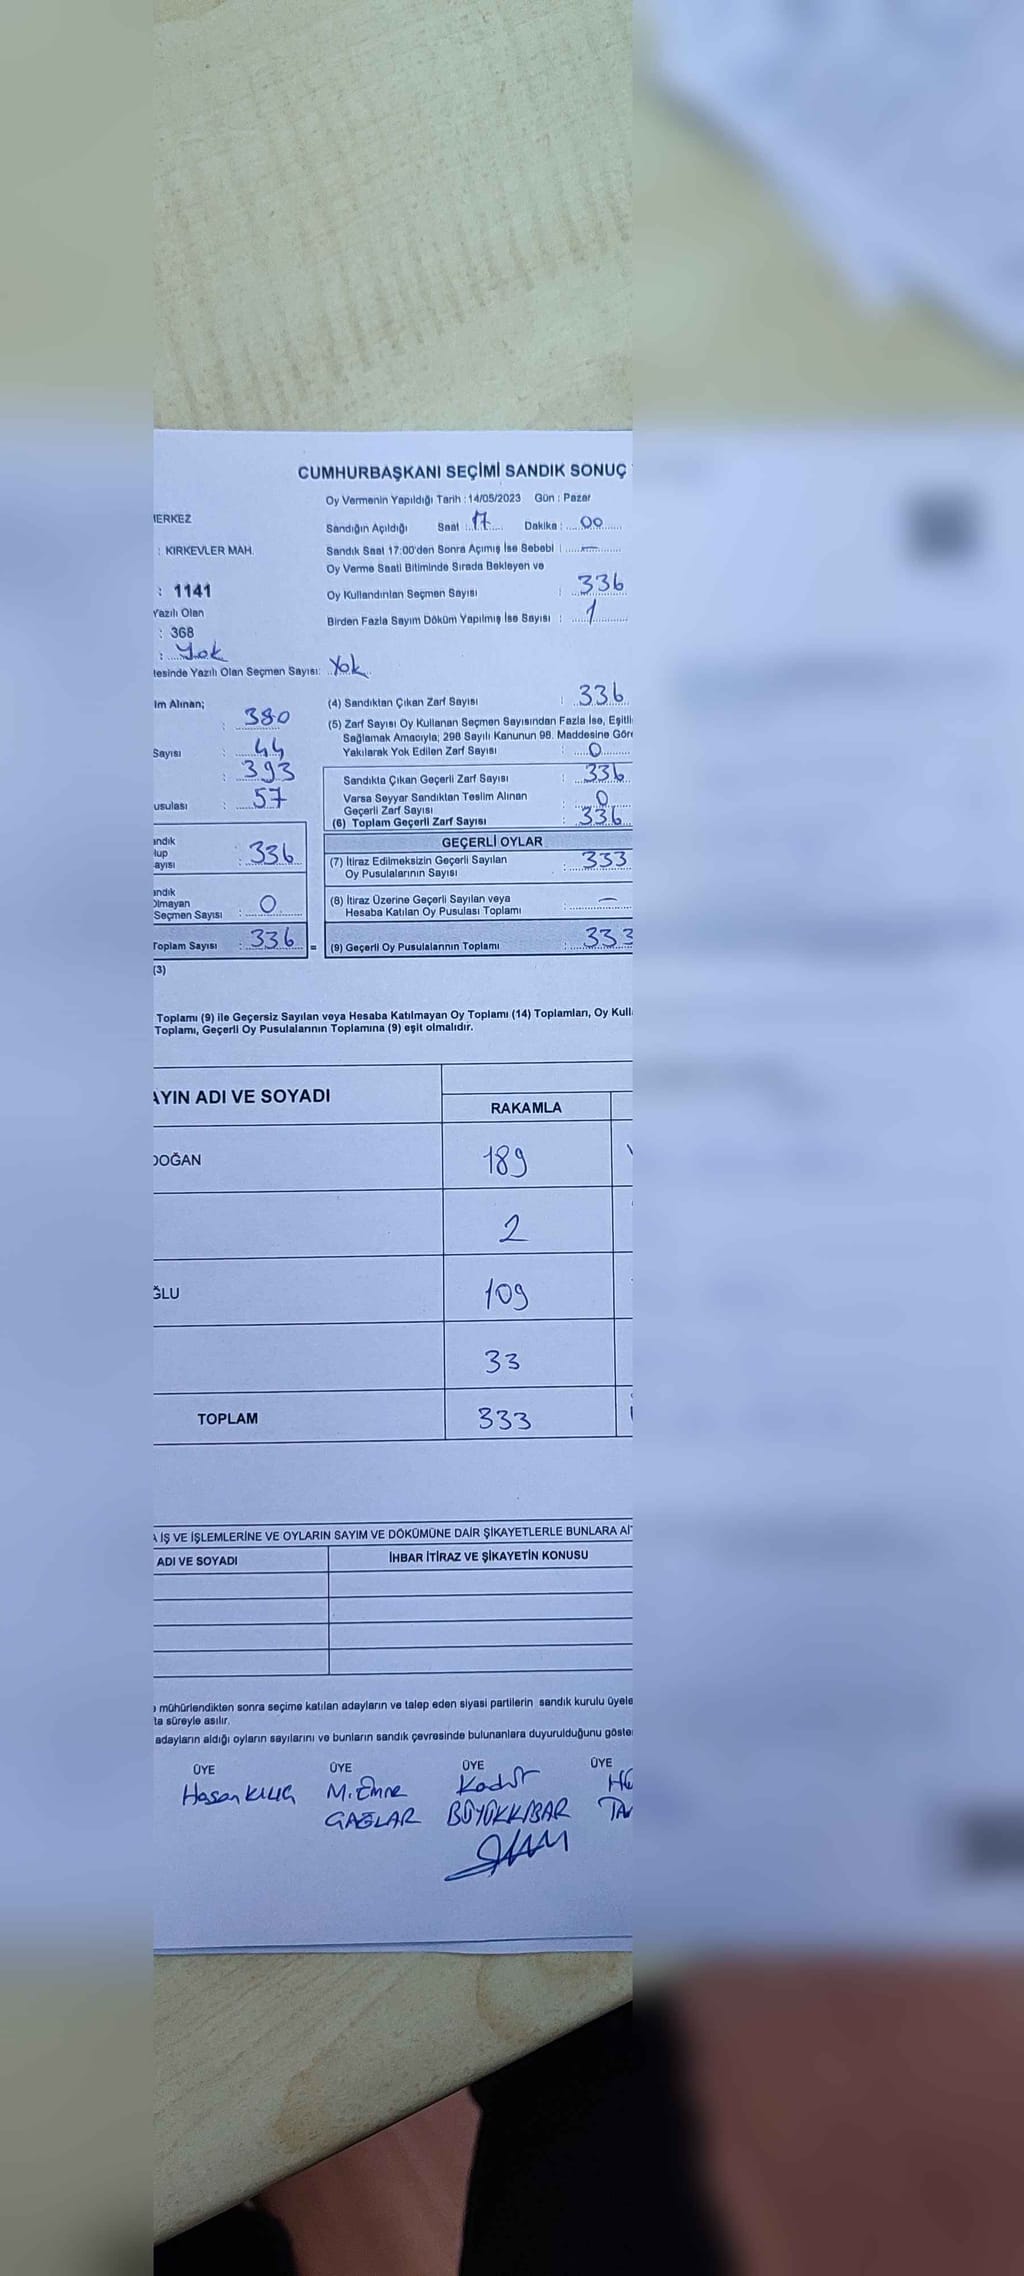 CUMHURBAŞKANI SEÇİMİ SANDIK SONUÇ
Oy Vermenin Yapıldığı Tarih : 14/05/2023 Gün : Pazar
MERKEZ
Sandığın Açıldığı Saat : 17 Dakika : 00
: KIRKEVLER MAH.
Sandık Saat 17:00'den Sonra Açımış İse Sebebi : —
Oy Verme Saati Bitiminde Sırada Bekleyen ve
Oy Kullandırılan Seçmen Sayısı : 336
: 1141
Yazılı Olan
Birden Fazla Sayım Döküm Yapılmış İse Sayısı : 1
: 368
: Yok
tesinde Yazılı Olan Seçmen Sayısı: Yok
ım Alınan;
(4) Sandıktan Çıkan Zarf Sayısı : 336
: 380
(5) Zarf Sayısı Oy Kullanan Seçmen Sayısından Fazla İse, Eşitli
Sağlamak Amacıyla; 298 Sayılı Kanunun 98. Maddesine Göre
Yakılarak Yok Edilen Zarf Sayısı : 0
Sayısı : 44
: 393
usulası : 57
Sandıkta Çıkan Geçerli Zarf Sayısı : 336
Varsa Seyyar Sandıktan Teslim Alınan
Geçerli Zarf Sayısı : 0
(6) Toplam Geçerli Zarf Sayısı : 336
GEÇERLİ OYLAR
andık
lup
ayısı : 336
(7) İtiraz Edilmeksizin Geçerli Sayılan
Oy Pusulalarının Sayısı : 333
andık
Olmayan
Seçmen Sayısı : 0
(8) İtiraz Üzerine Geçerli Sayılan veya
Hesaba Katılan Oy Pusulası Toplamı : —
Toplam Sayısı : 336 = (9) Geçerli Oy Pusulalarının Toplamı : 333
(3)
Toplamı (9) ile Geçersiz Sayılan veya Hesaba Katılmayan Oy Toplamı (14) Toplamları, Oy Kull
Toplamı, Geçerli Oy Pusulalarının Toplamına (9) eşit olmalıdır.
AYIN ADI VE SOYADI
RAKAMLA
DOĞAN 189
2
ĞLU 109
33
TOPLAM 333
A İŞ VE İŞLEMLERİNE VE OYLARIN SAYIM VE DÖKÜMÜNE DAİR ŞİKAYETLERLE BUNLARA Aİ
ADI VE SOYADI İHBAR İTİRAZ VE ŞİKAYETİN KONUSU
mühürlendikten sonra seçime katılan adayların ve talep eden siyasi partilerin sandık kurulu üyele
ta süreyle asılır.
adayların aldığı oyların sayılarını ve bunların sandık çevresinde bulunanlara duyurulduğunu göste
ÜYE ÜYE ÜYE ÜYE
Hasan KILIÇ M. Emre Kadir
ÇAĞLAR BÜYÜKKIBAR